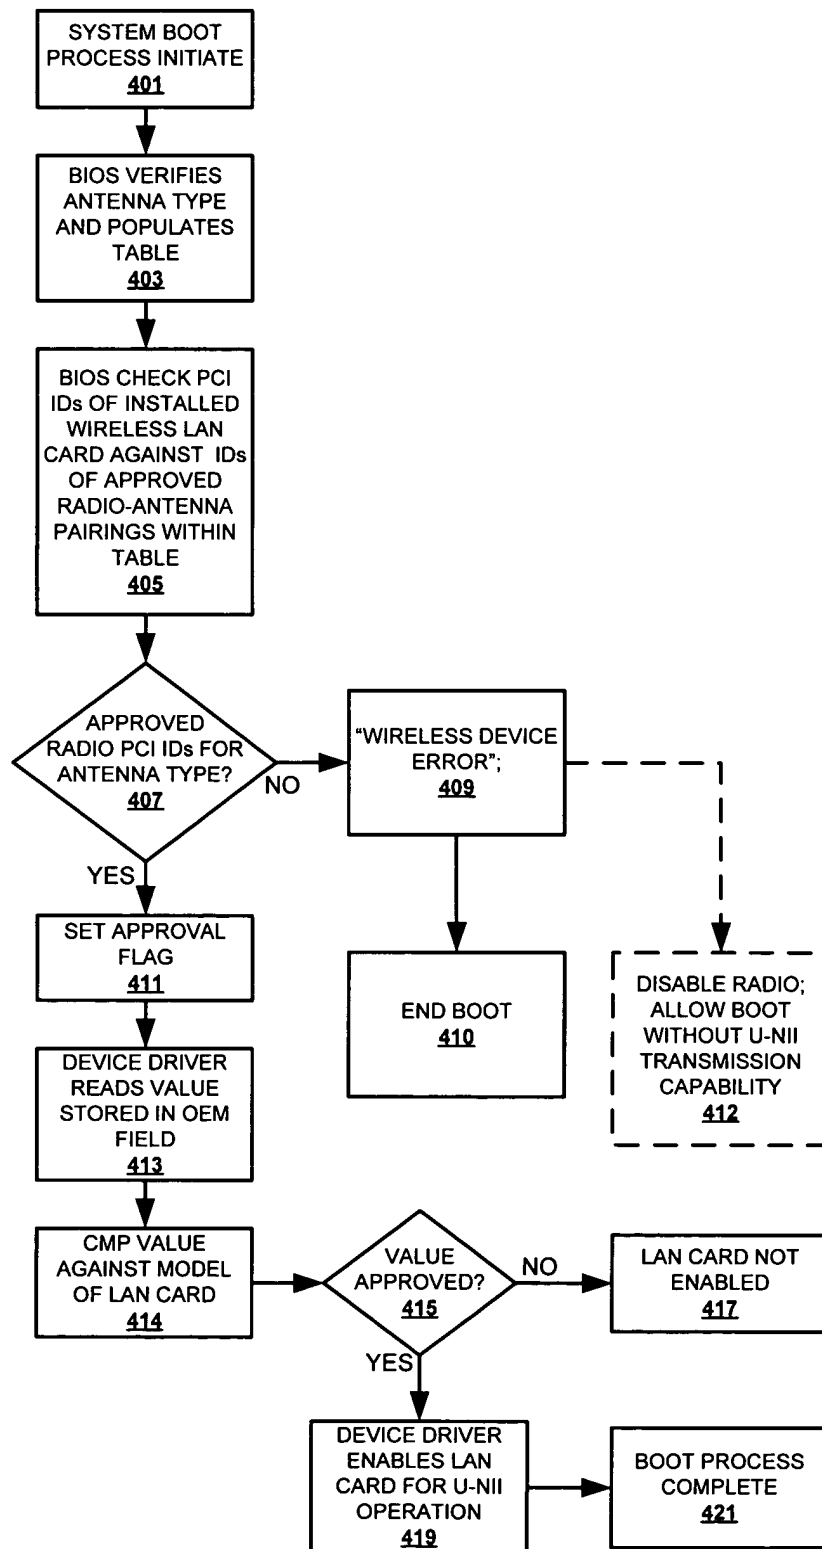 SYSTEM BOOT
PROCESS INITIATE
401
BIOS VERIFIES
ANTENNA TYPE
AND POPULATES
TABLE
403
BIOS CHECK PCI
IDs OF INSTALLED
WIRELESS LAN
CARD AGAINST IDs
OF APPROVED
RADIO-ANTENNA
PAIRINGS WITHIN
TABLE
405
APPROVED
RADIO PCI IDs FOR
ANTENNA TYPE?
407
NO
YES
“WIRELESS DEVICE
ERROR”;
409
SET APPROVAL
FLAG
411
END BOOT
410
DISABLE RADIO;
ALLOW BOOT
WITHOUT U-NII
TRANSMISSION
CAPABILITY
412
DEVICE DRIVER
READS VALUE
STORED IN OEM
FIELD
413
CMP VALUE
AGAINST MODEL
OF LAN CARD
414
VALUE
APPROVED?
415
NO
YES
LAN CARD NOT
ENABLED
417
DEVICE DRIVER
ENABLES LAN
CARD FOR U-NII
OPERATION
419
BOOT PROCESS
COMPLETE
421